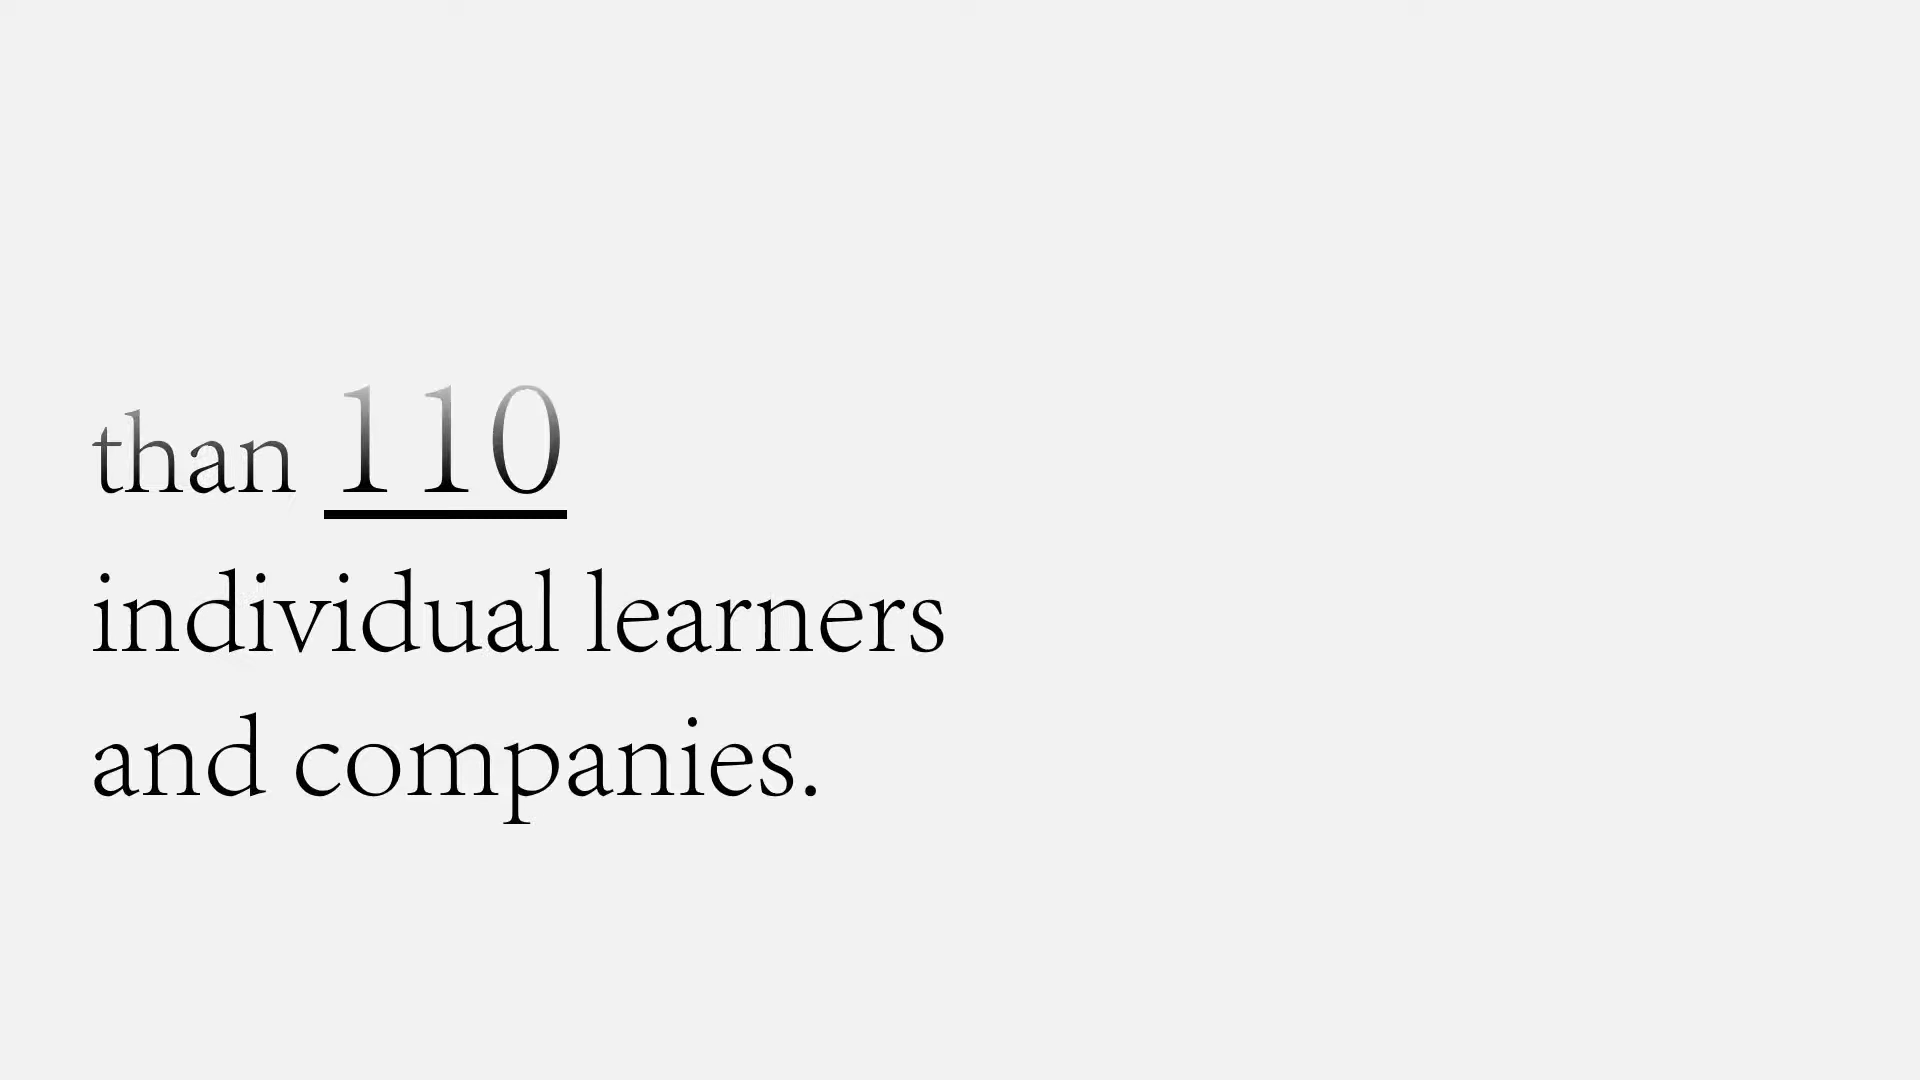 than 110
individual learners
and companies.